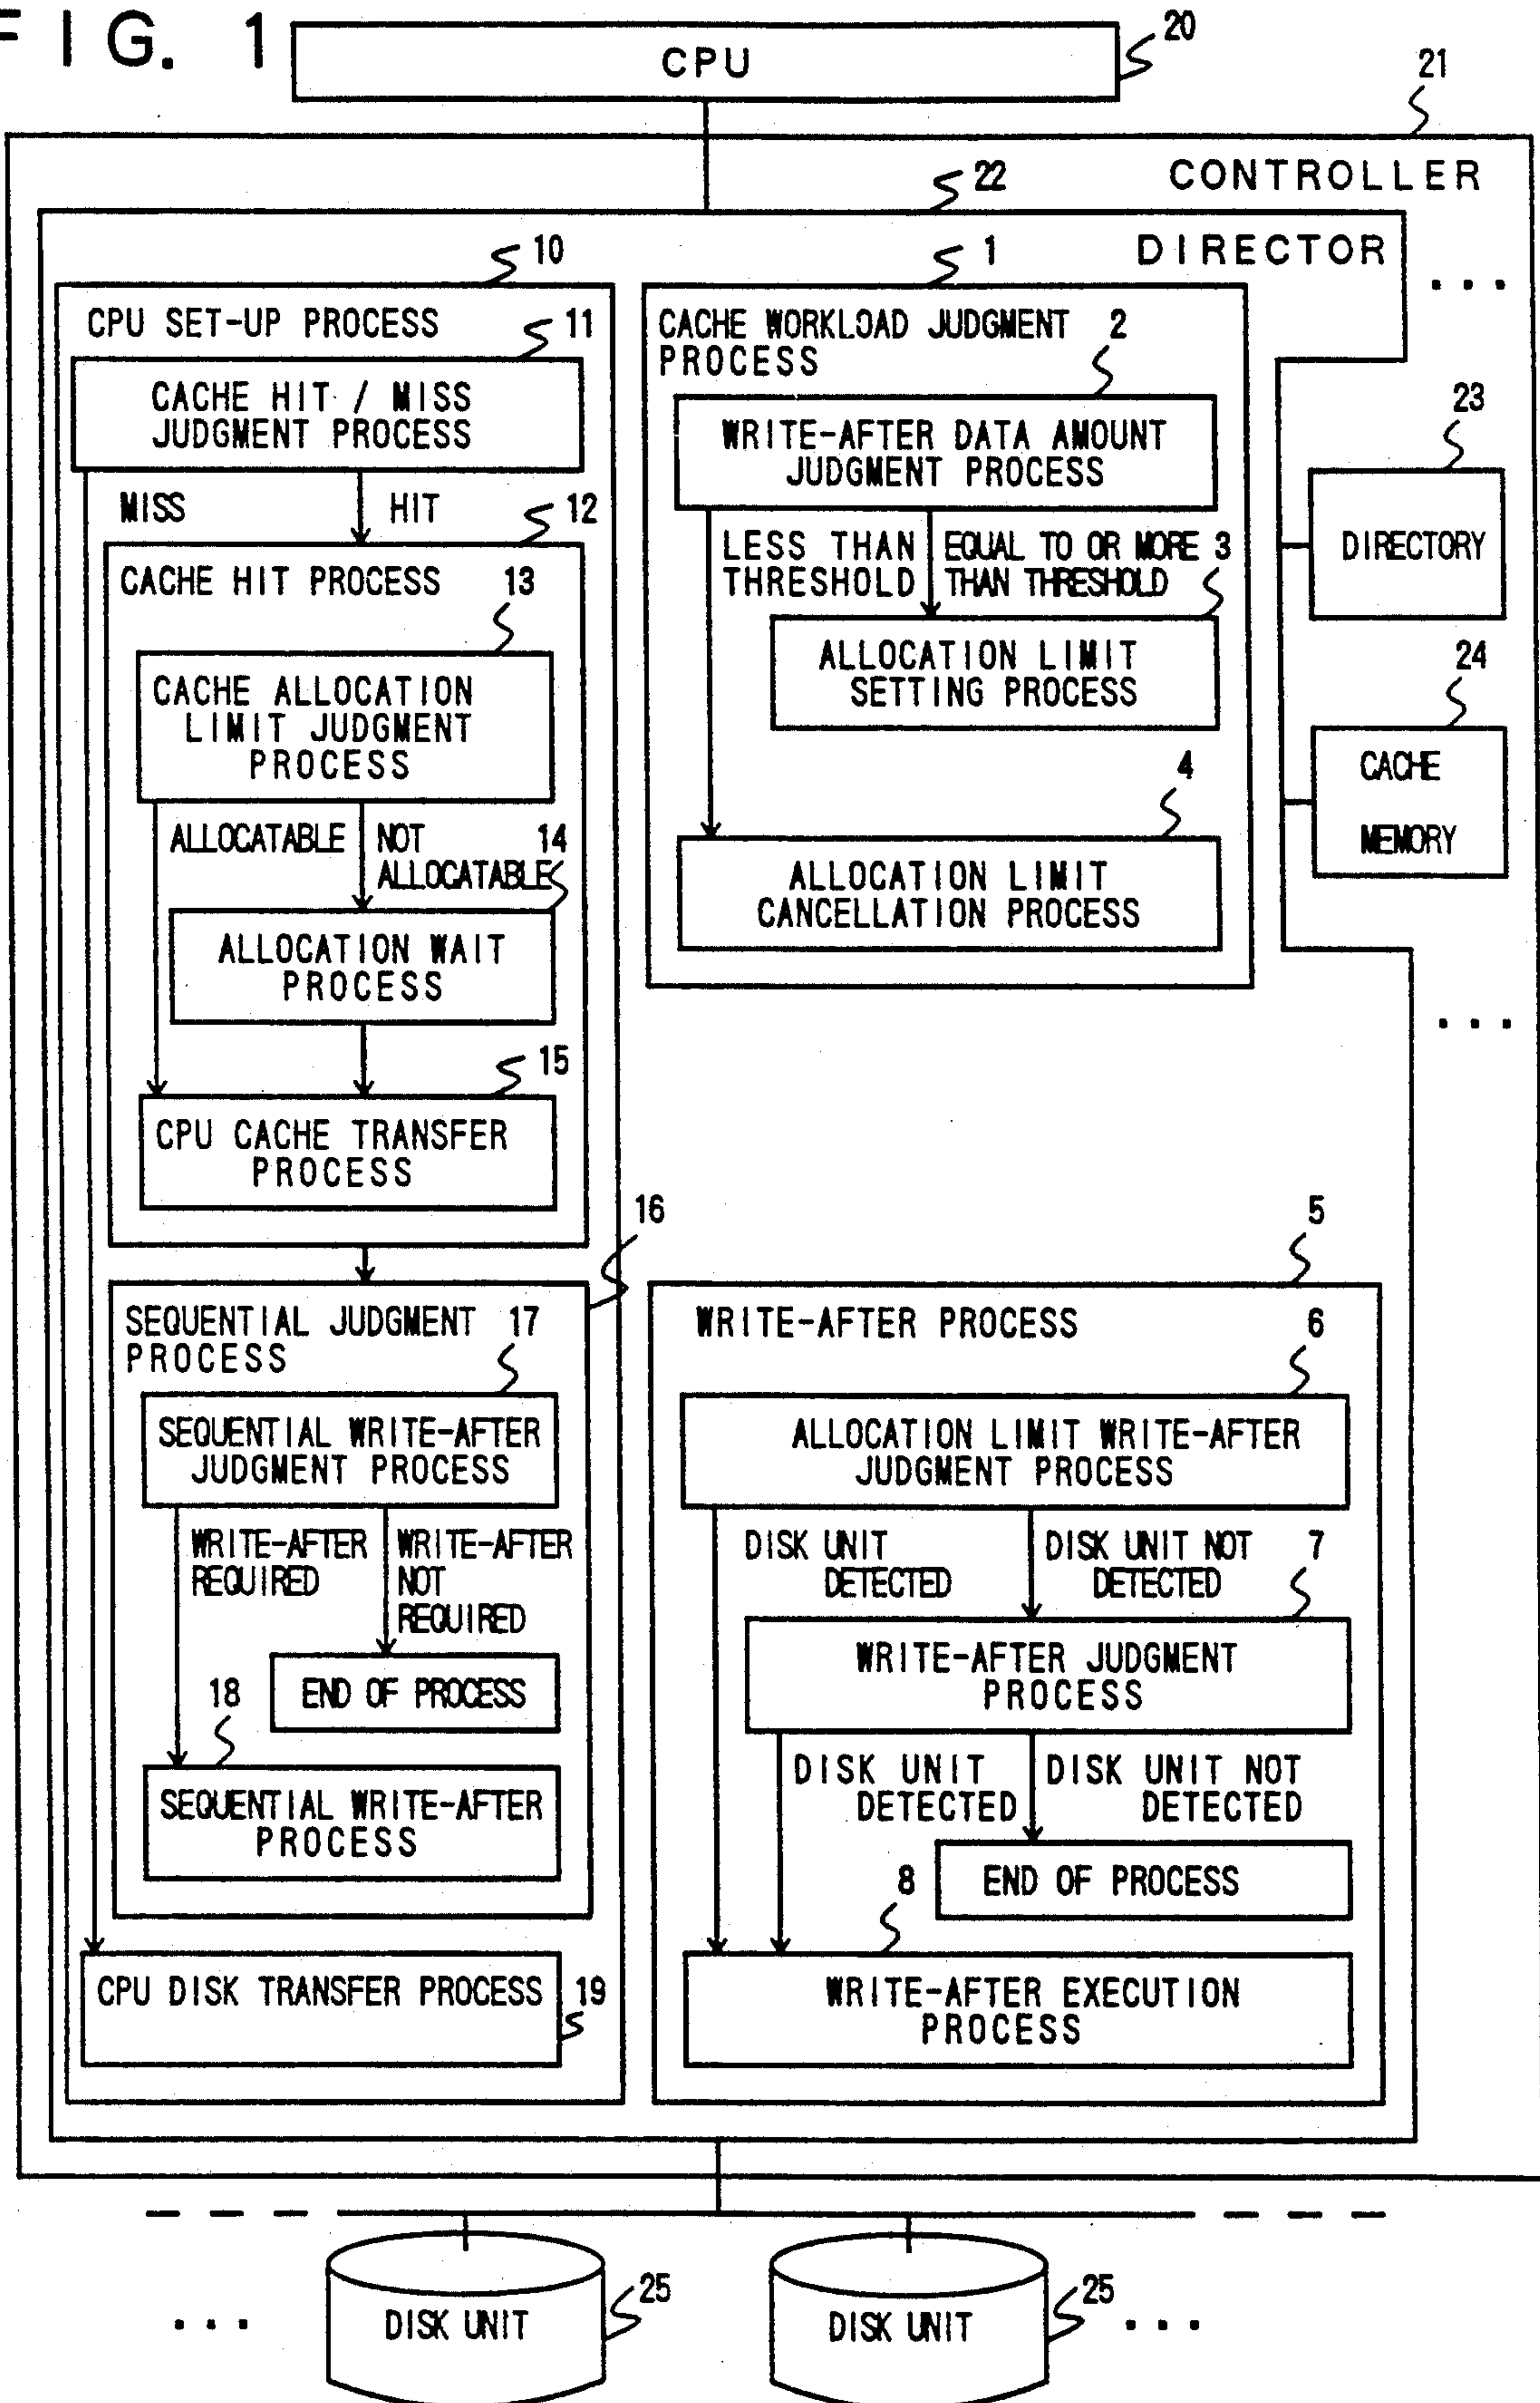 FIG. 1
CPU
20
21
CONTROLLER
22
DIRECTOR
10
CPU SET-UP PROCESS
11
CACHE HIT / MISS
JUDGMENT PROCESS
MISS
HIT
12
CACHE HIT PROCESS
13
CACHE ALLOCATION
LIMIT JUDGMENT
PROCESS
ALLOCATABLE
NOT
ALLOCATABLE
14
ALLOCATION WAIT
PROCESS
15
CPU CACHE TRANSFER
PROCESS
16
SEQUENTIAL JUDGMENT
PROCESS
17
SEQUENTIAL WRITE-AFTER
JUDGMENT PROCESS
WRITE-AFTER
REQUIRED
WRITE-AFTER
NOT
REQUIRED
END OF PROCESS
18
SEQUENTIAL WRITE-AFTER
PROCESS
CPU DISK TRANSFER PROCESS
19
1
CACHE WORKLOAD JUDGMENT
PROCESS
2
WRITE-AFTER DATA AMOUNT
JUDGMENT PROCESS
LESS THAN
THRESHOLD
EQUAL TO OR MORE
THAN THRESHOLD
3
ALLOCATION LIMIT
SETTING PROCESS
4
ALLOCATION LIMIT
CANCELLATION PROCESS
. . .
23
DIRECTORY
24
CACHE
MEMORY
. . .
5
WRITE-AFTER PROCESS
6
ALLOCATION LIMIT WRITE-AFTER
JUDGMENT PROCESS
DISK UNIT
DETECTED
DISK UNIT NOT
DETECTED
7
WRITE-AFTER JUDGMENT
PROCESS
DISK UNIT
DETECTED
DISK UNIT NOT
DETECTED
END OF PROCESS
8
WRITE-AFTER EXECUTION
PROCESS
. . .
DISK UNIT
25
DISK UNIT
25
. . .